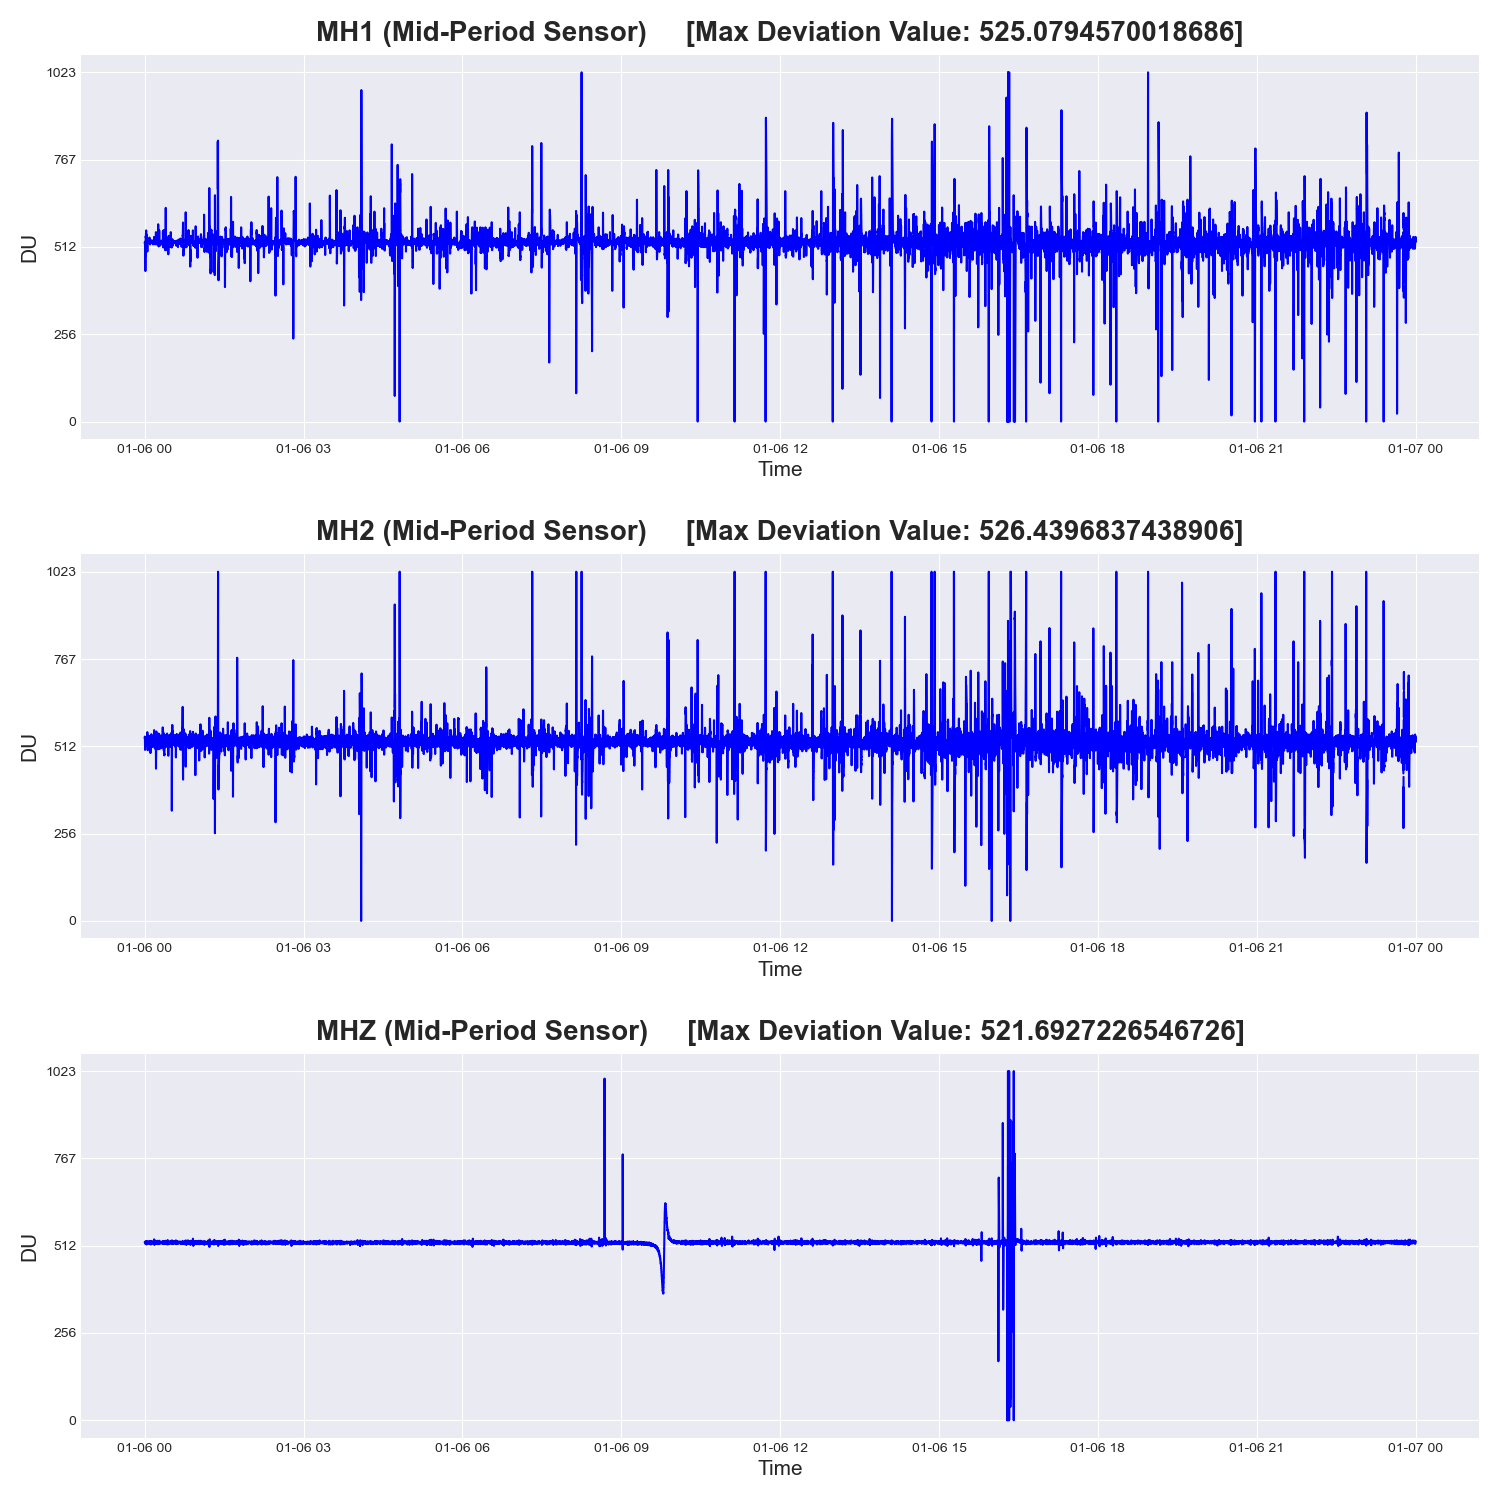 MH1 (Mid-Period Sensor) [Max Deviation Value: 525.0794570018686]
1023
767
512
256
0
DU
01-06 00 01-06 03 01-06 06 01-06 09 01-06 12 01-06 15 01-06 18 01-06 21 01-07 00
Time
MH2 (Mid-Period Sensor) [Max Deviation Value: 526.4396837438906]
1023
767
512
256
0
DU
01-06 00 01-06 03 01-06 06 01-06 09 01-06 12 01-06 15 01-06 18 01-06 21 01-07 00
Time
MHZ (Mid-Period Sensor) [Max Deviation Value: 521.6927226546726]
1023
767
512
256
0
DU
01-06 00 01-06 03 01-06 06 01-06 09 01-06 12 01-06 15 01-06 18 01-06 21 01-07 00
Time